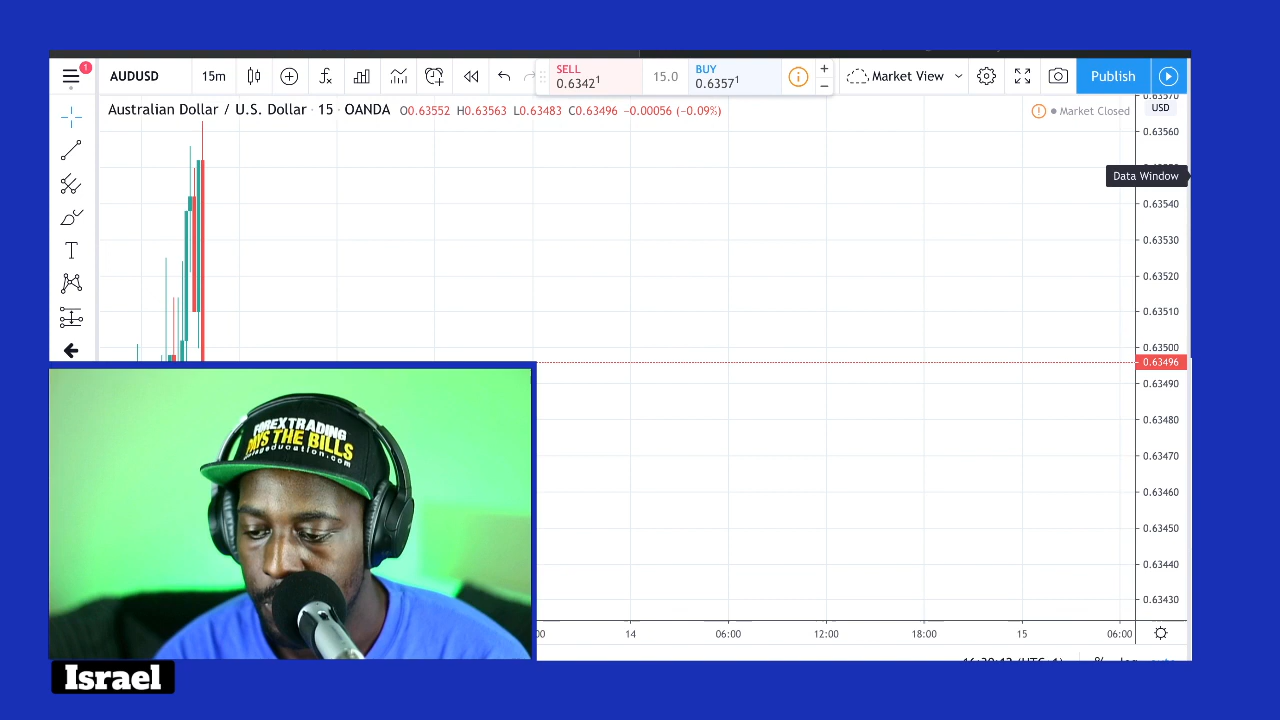 1
AUDUSD
15m
SELL
0.6342¹
15.0
BUY
0.6357¹
+
−
Market View
Publish
Australian Dollar / U.S. Dollar · 15 · OANDA O0.63552 H0.63563 L0.63483 C0.63496 −0.00056 (−0.09%)
Market Closed
USD
0.63560
Data Window
0.63540
0.63530
0.63520
0.63510
0.63500
0.63496
0.63490
0.63480
0.63470
0.63460
0.63450
0.63440
0.63430
14 06:00 12:00 18:00 15 06:00
FOREX TRADING
PAYS THE BILLS
Israel